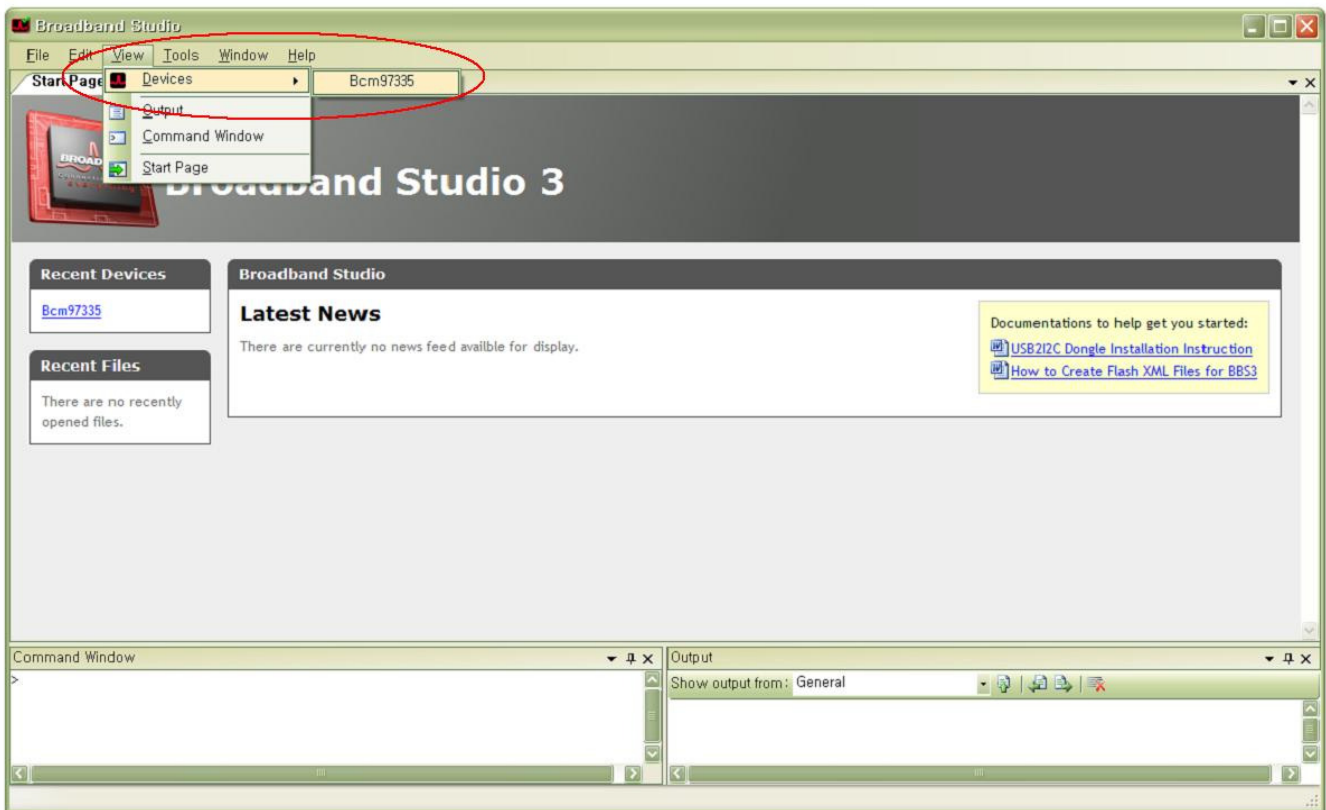 Broadband Studio
File Edit View Tools Window Help
Start Page
Devices
Bcm97335
Output
Command Window
Start Page
BROAD
Broadband Studio 3
Recent Devices
Bcm97335
Recent Files
There are no recently
opened files.
Broadband Studio
Latest News
There are currently no news feed availble for display.
Documentations to help get you started:
USB2I2C Dongle Installation Instruction
How to Create Flash XML Files for BBS3
Command Window
>
Output
Show output from: General